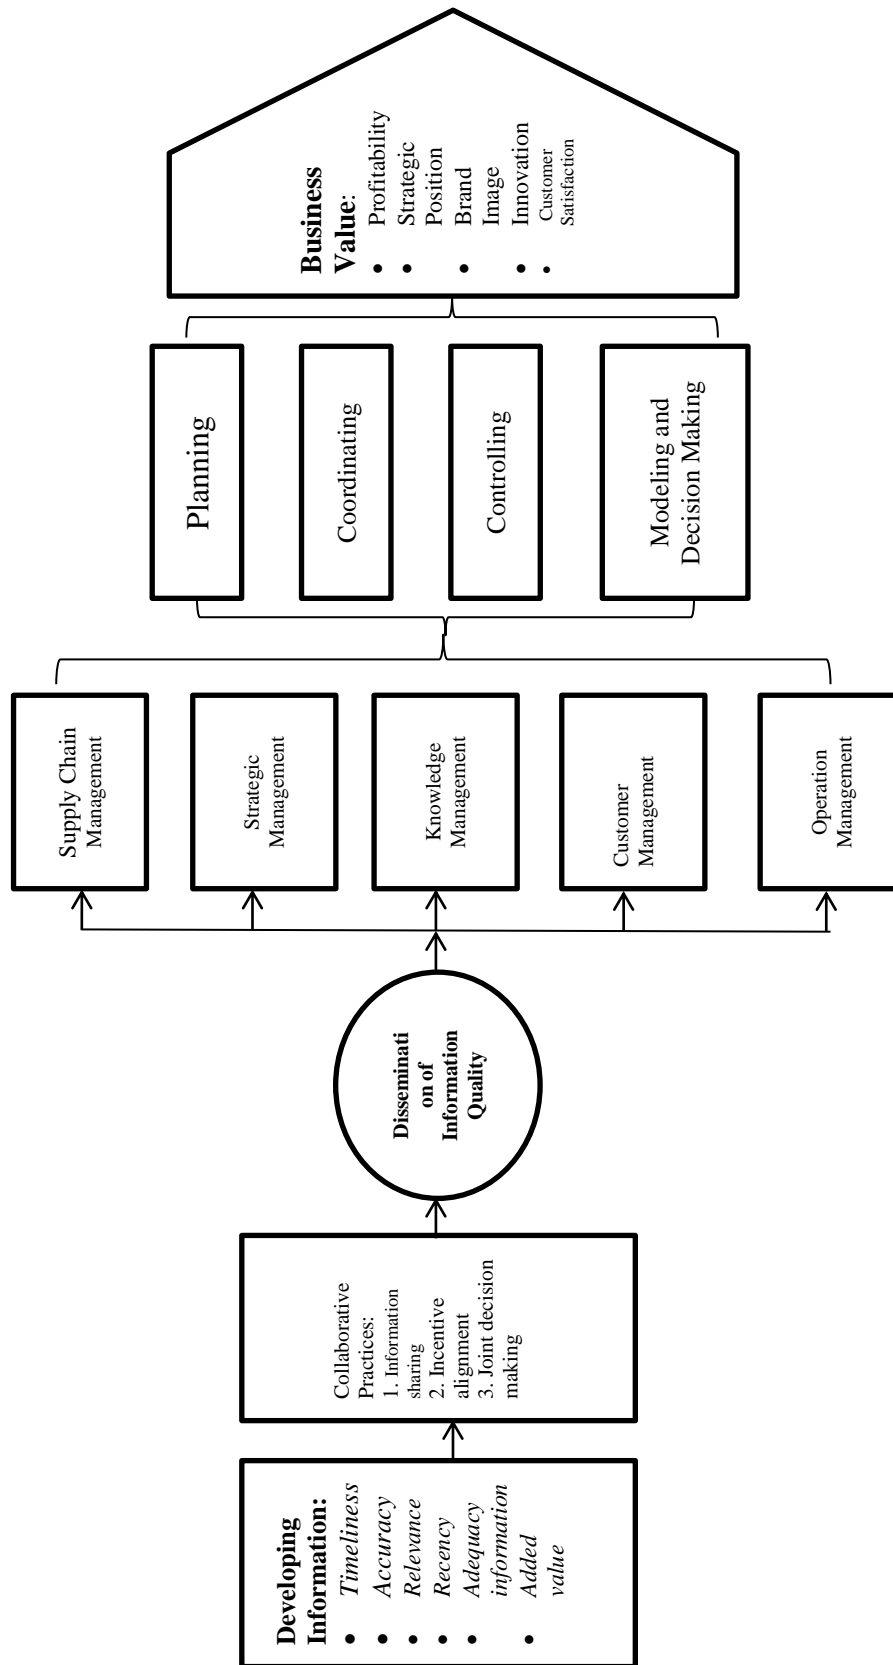 Developing
Information:
• Timeliness
• Accuracy
• Relevance
• Recency
• Adequacy
information
• Added
value
Collaborative
Practices:
1. Information
sharing
2. Incentive
alignment
3. Joint decision
making
Disseminati
on of
Information
Quality
Supply Chain
Management
Strategic
Management
Knowledge
Management
Customer
Management
Operation
Management
Planning
Coordinating
Controlling
Modeling and
Decision Making
Business
Value:
• Profitability
• Strategic
Position
• Brand
Image
• Innovation
• Customer
Satisfaction